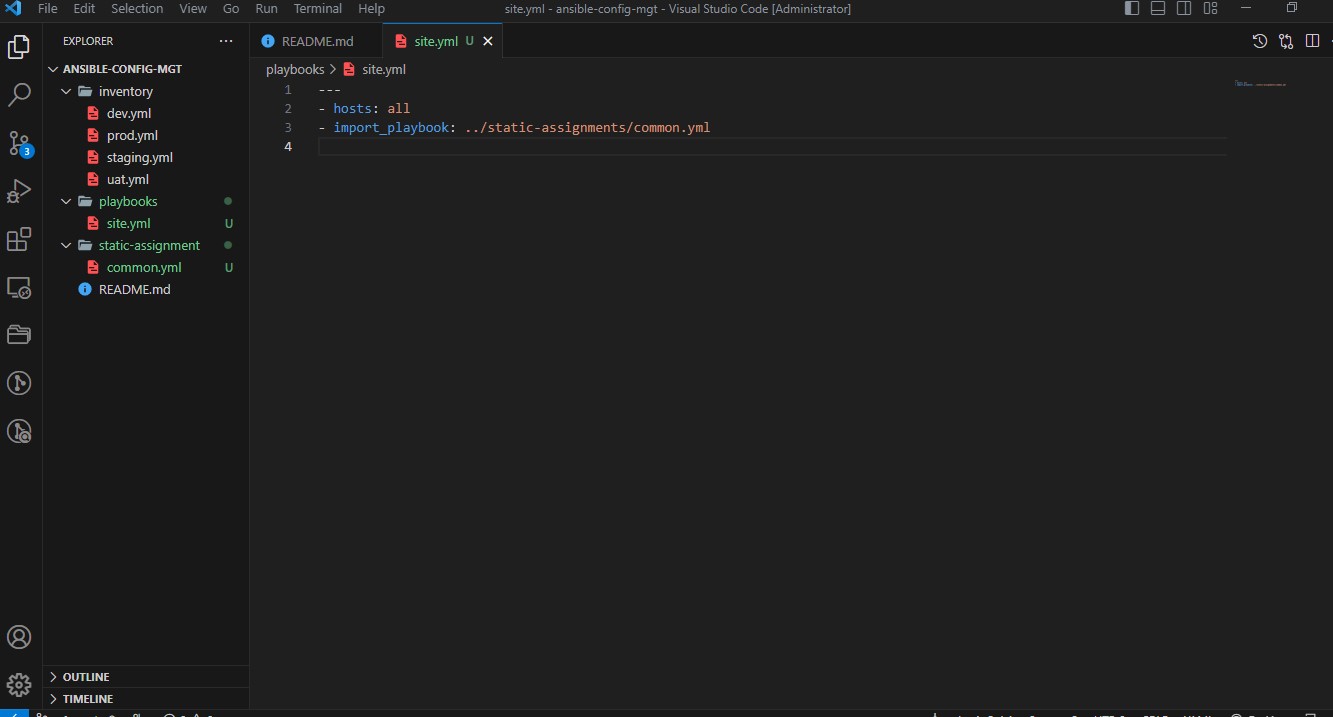 File Edit Selection View Go Run Terminal Help
site.yml - ansible-config-mgt - Visual Studio Code [Administrator]
EXPLORER
ANSIBLE-CONFIG-MGT
inventory
dev.yml
prod.yml
staging.yml
uat.yml
playbooks
site.yml U
static-assignment
common.yml U
README.md
3
OUTLINE
TIMELINE
README.md
site.yml U
playbooks > site.yml
1 ---
2 - hosts: all
3 - import_playbook: ../static-assignments/common.yml
4